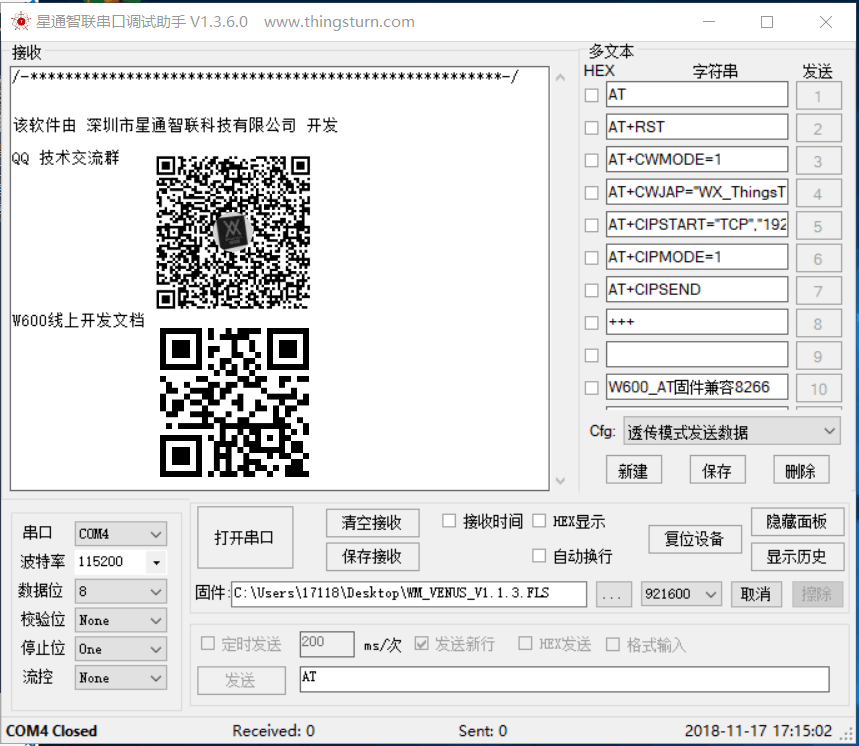 星通智联串口调试助手 V1.3.6.0 www.thingsturn.com
接收
/-******************************************************-/
该软件由 深圳市星通智联科技有限公司 开发
QQ 技术交流群
W600线上开发文档
多文本
HEX 字符串 发送
AT 1
AT+RST 2
AT+CWMODE=1 3
AT+CWJAP="WX_ThingsT 4
AT+CIPSTART="TCP","192 5
AT+CIPMODE=1 6
AT+CIPSEND 7
+++ 8
9
W600_AT固件兼容8266 10
Cfg: 透传模式发送数据
新建 保存 删除
串口 COM4
波特率 115200
数据位 8
校验位 None
停止位 One
流控 None
打开串口 清空接收 接收时间 HEX显示 复位设备 隐藏面板
保存接收 自动换行 显示历史
固件: C:\Users\17118\Desktop\WM_VENUS_V1.1.3.FLS ... 921600 取消 擦除
定时发送 200 ms/次 发送新行 HEX发送 格式输入
发送 AT
COM4 Closed Received: 0 Sent: 0 2018-11-17 17:15:02